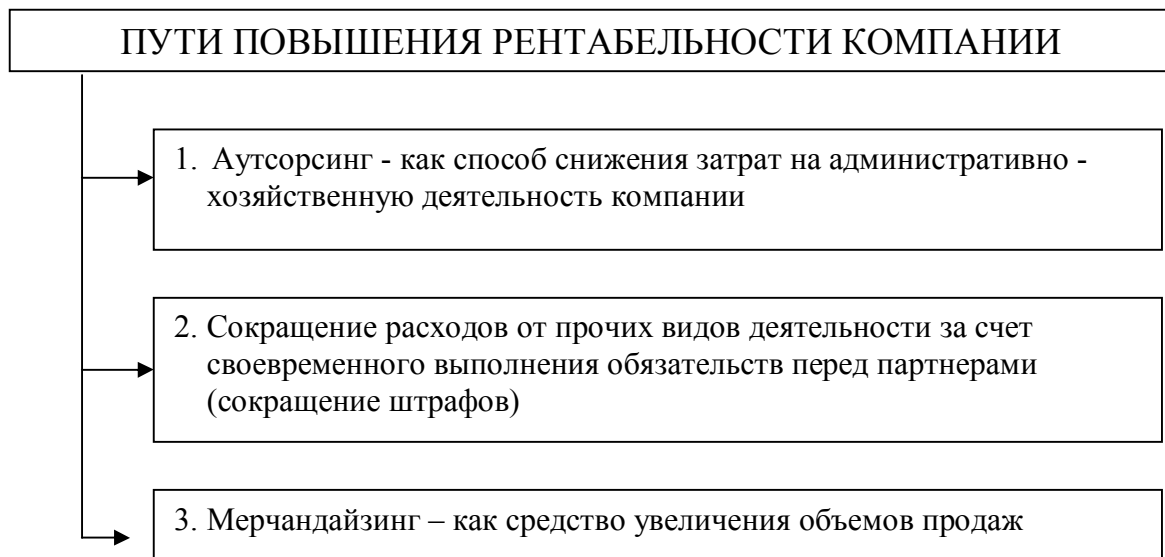 ПУТИ ПОВЫШЕНИЯ РЕНТАБЕЛЬНОСТИ КОМПАНИИ
1. Аутсорсинг - как способ снижения затрат на административно -
хозяйственную деятельность компании
2. Сокращение расходов от прочих видов деятельности за счет
своевременного выполнения обязательств перед партнерами
(сокращение штрафов)
3. Мерчандайзинг – как средство увеличения объемов продаж